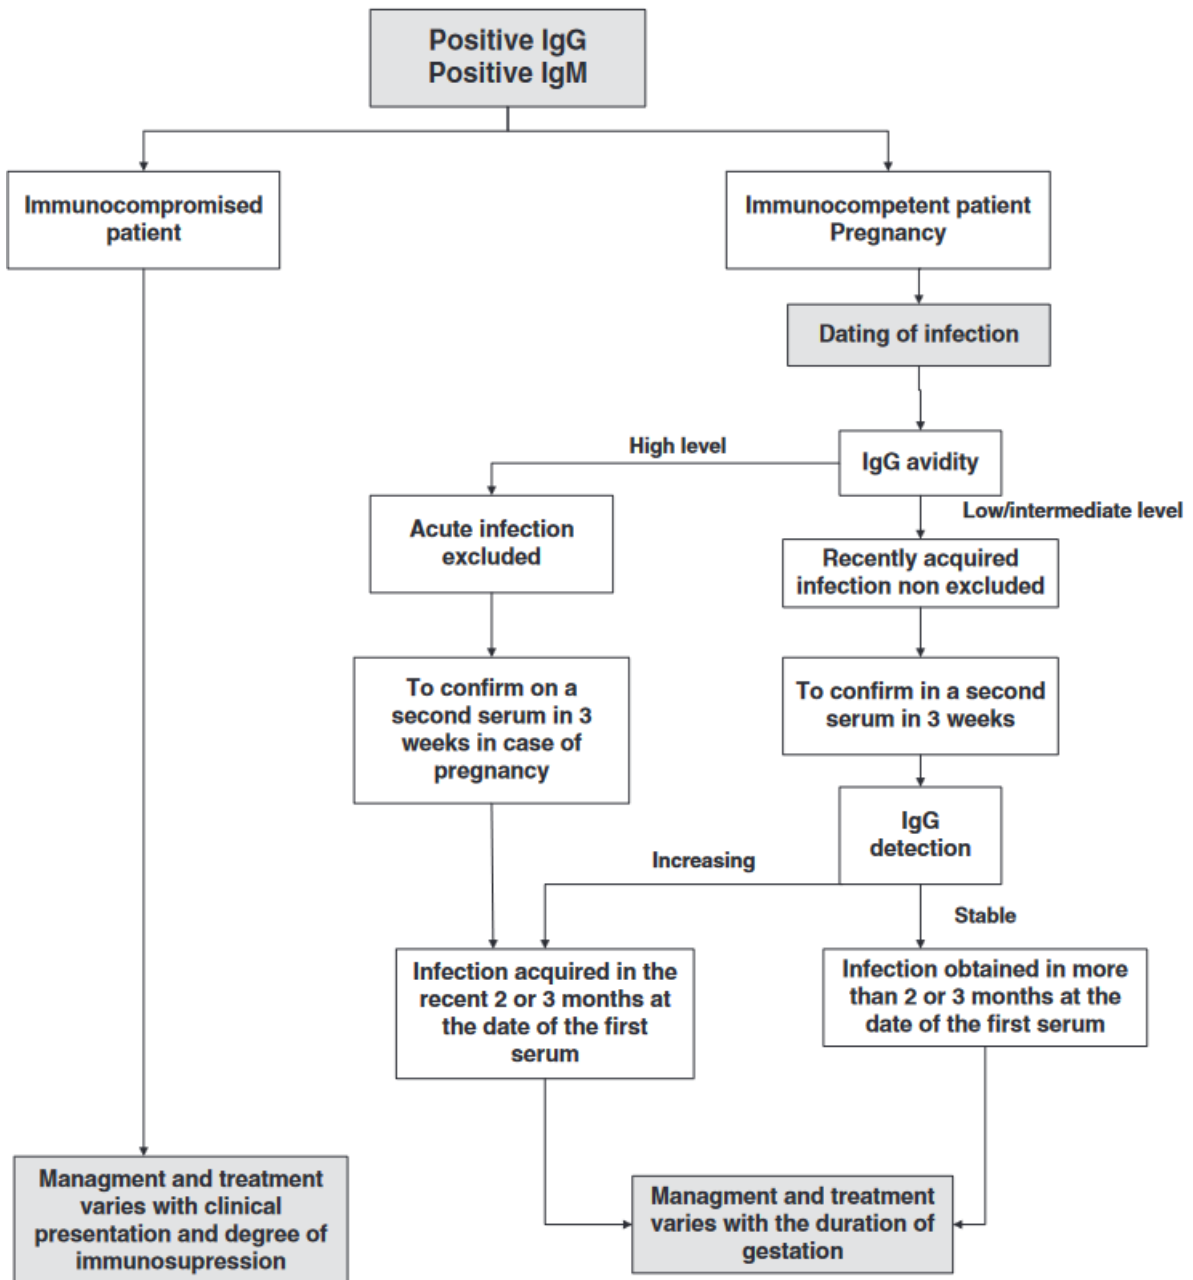 Positive IgG
Positive IgM
Immunocompromised
patient
Immunocompetent patient
Pregnancy
Dating of infection
High level
IgG avidity
Low/intermediate level
Acute infection
excluded
Recently acquired
infection non excluded
To confirm on a
second serum in 3
weeks in case of
pregnancy
To confirm in a second
serum in 3 weeks
IgG
detection
Increasing
Stable
Infection acquired in the
recent 2 or 3 months at
the date of the first
serum
Infection obtained in more
than 2 or 3 months at the
date of the first serum
Managment and treatment
varies with clinical
presentation and degree of
immunosupression
Managment and treatment
varies with the duration of
gestation